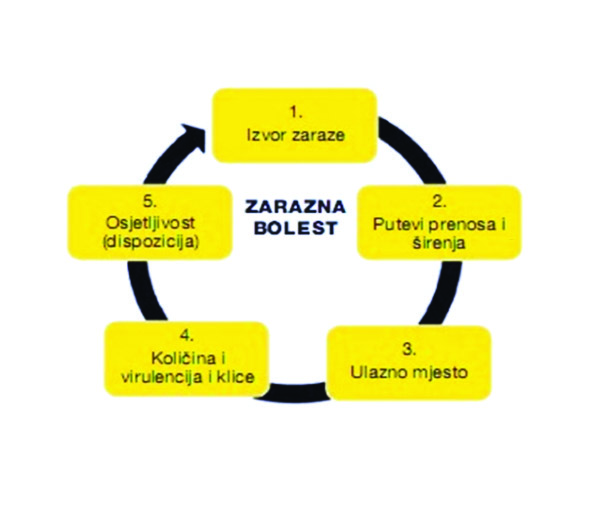 1.
Izvor zaraze
ZARAZNA
BOLEST
2.
Putevi prenosa i
širenja
3.
Ulazno mjesto
4.
Količina i
virulencija i klice
5.
Osjetljivost
(dispozicija)